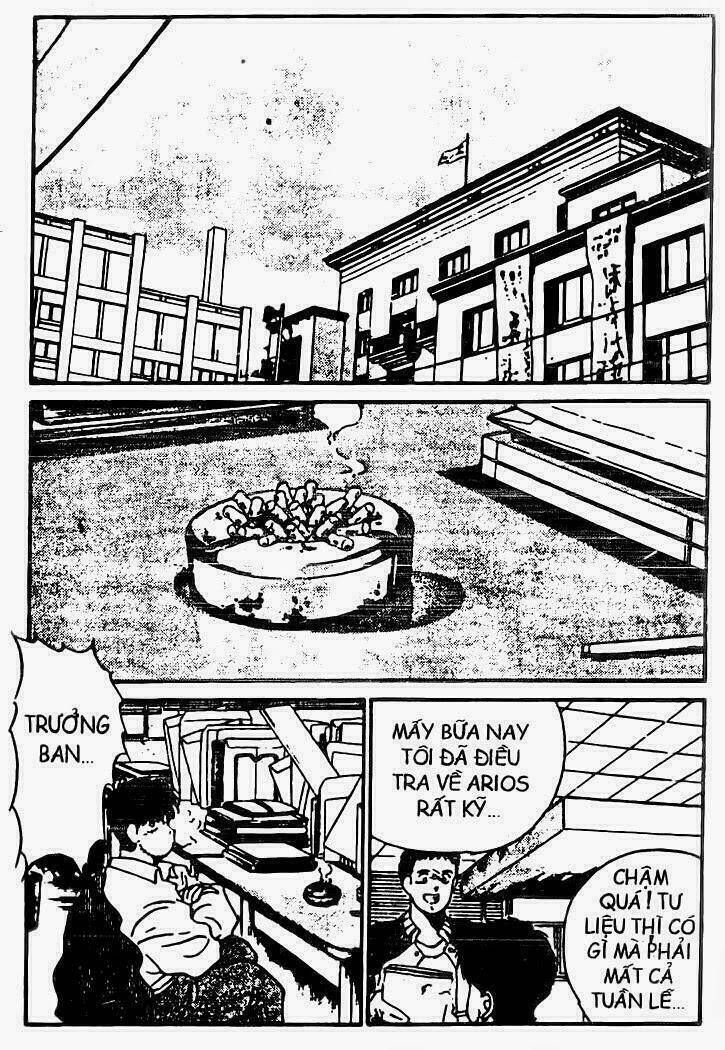 TRƯỞNG
BAN...
MẤY BỮA NAY
TÔI ĐÃ ĐIỀU
TRA VỀ ARIOS
RẤT KỸ...
CHẬM
QUÁ! TƯ
LIỆU THÌ CÓ
GÌ MÀ PHẢI
MẤT CẢ
TUẦN LỄ...